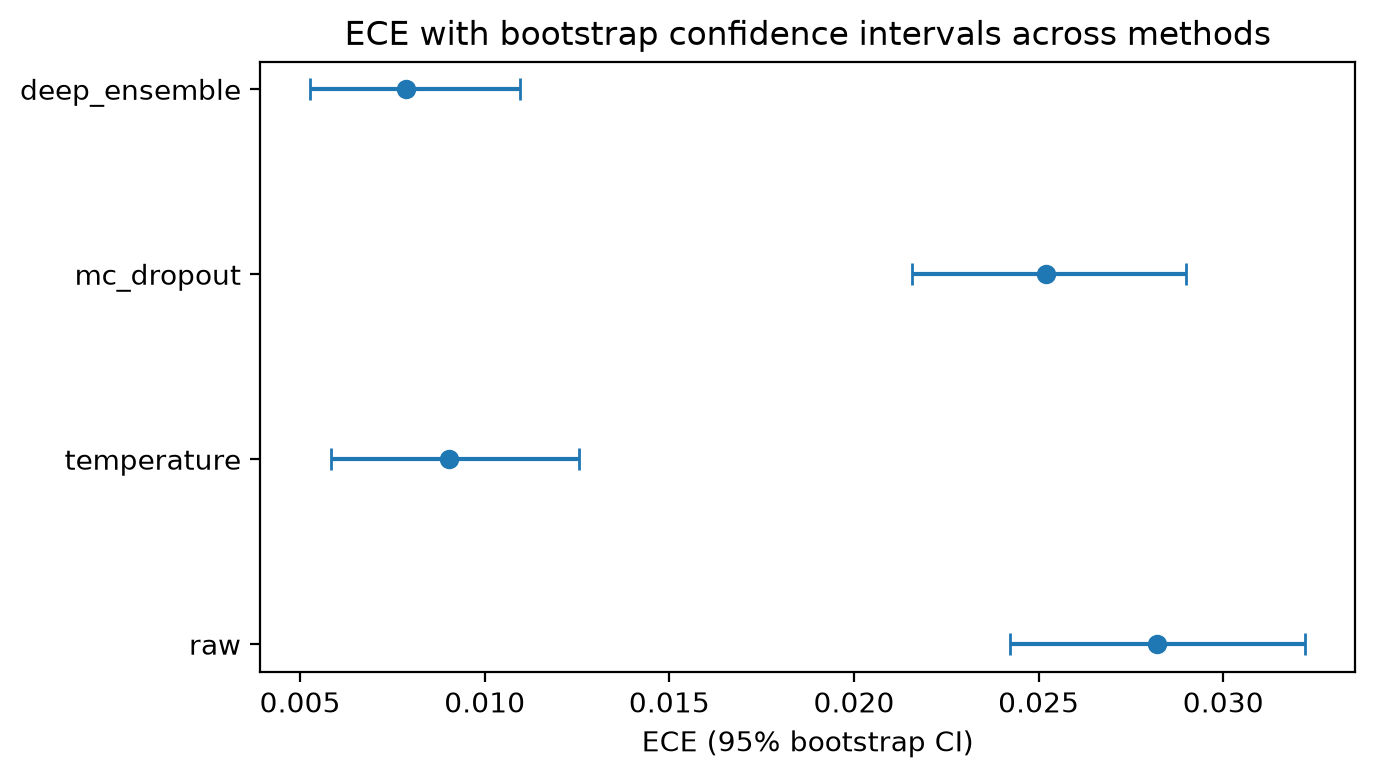 ECE with bootstrap confidence intervals across methods
deep_ensemble
mc_dropout
temperature
raw
0.005 0.010 0.015 0.020 0.025 0.030
ECE (95% bootstrap CI)